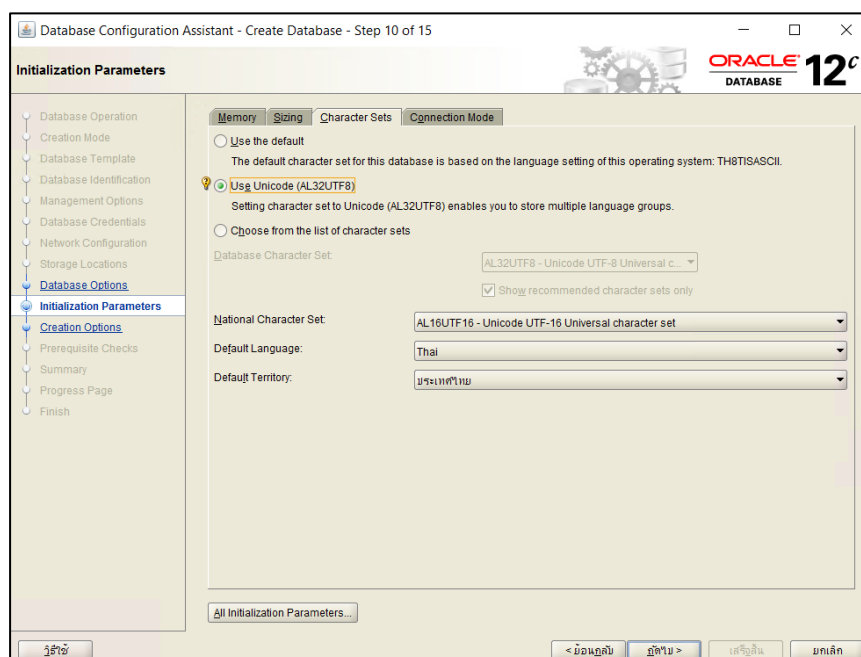 Database Configuration Assistant - Create Database - Step 10 of 15
Initialization Parameters
ORACLE
DATABASE
12c
Database Operation
Creation Mode
Database Template
Database Identification
Management Options
Database Credentials
Network Configuration
Storage Locations
Database Options
Initialization Parameters
Creation Options
Prerequisite Checks
Summary
Progress Page
Finish
Memory Sizing Character Sets Connection Mode
Use the default
The default character set for this database is based on the language setting of this operating system: TH8TISASCII.
Use Unicode (AL32UTF8)
Setting character set to Unicode (AL32UTF8) enables you to store multiple language groups.
Choose from the list of character sets
Database Character Set: AL32UTF8 - Unicode UTF-8 Universal c...
Show recommended character sets only
National Character Set: AL16UTF16 - Unicode UTF-16 Universal character set
Default Language: Thai
Default Territory: ประเทศไทย
All Initialization Parameters...
วิธีใช้ < ย้อนกลับ ถัดไป > เสร็จสิ้น ยกเลิก